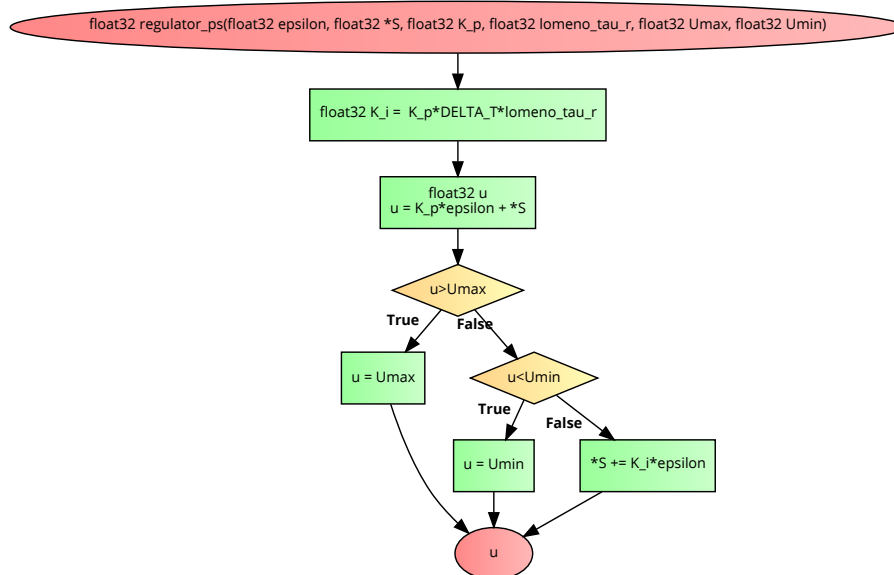 float32 regulator_ps(float32 epsilon, float32 *S, float32 K_p, float32 lomeno_tau_r, float32 Umax, float32 Umin)
float32 K_i =  K_p*DELTA_T*lomeno_tau_r
float32 u
u = K_p*epsilon + *S
u>Umax
True
False
u = Umax
u<Umin
True
False
u = Umin
*S += K_i*epsilon
u